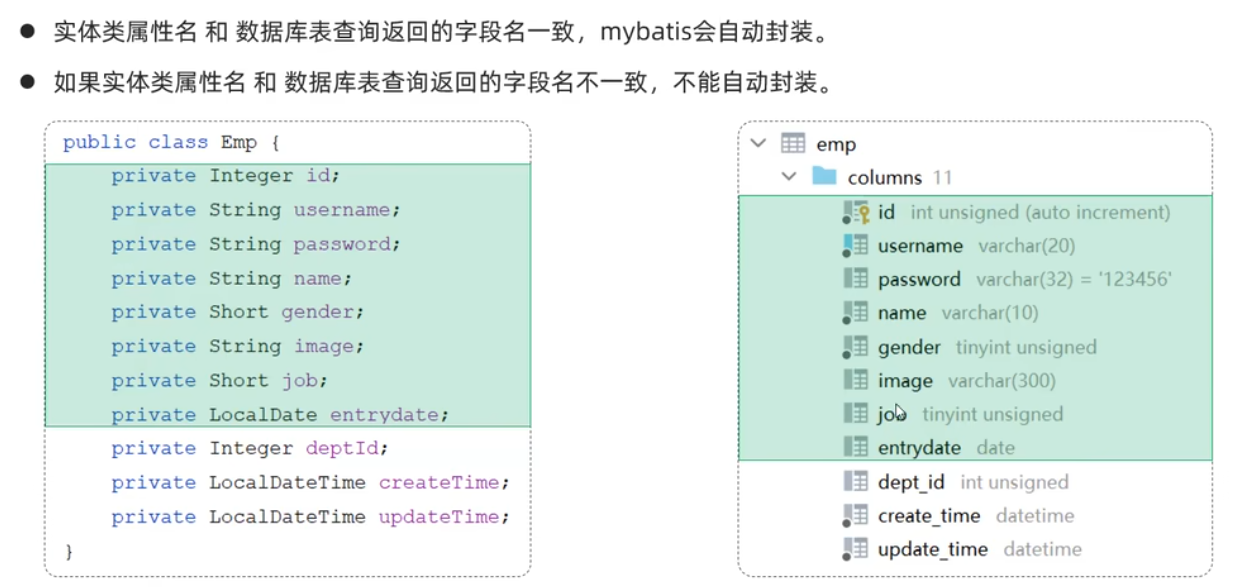 ● 实体类属性名 和 数据库表查询返回的字段名一致，mybatis会自动封装。
● 如果实体类属性名 和 数据库表查询返回的字段名不一致，不能自动封装。
public class Emp {
private Integer id;
private String username;
private String password;
private String name;
private Short gender;
private String image;
private Short job;
private LocalDate entrydate;
private Integer deptId;
private LocalDateTime createTime;
private LocalDateTime updateTime;
}
emp
columns 11
id int unsigned (auto increment)
username varchar(20)
password varchar(32) = '123456'
name varchar(10)
gender tinyint unsigned
image varchar(300)
job tinyint unsigned
entrydate date
dept_id int unsigned
create_time datetime
update_time datetime